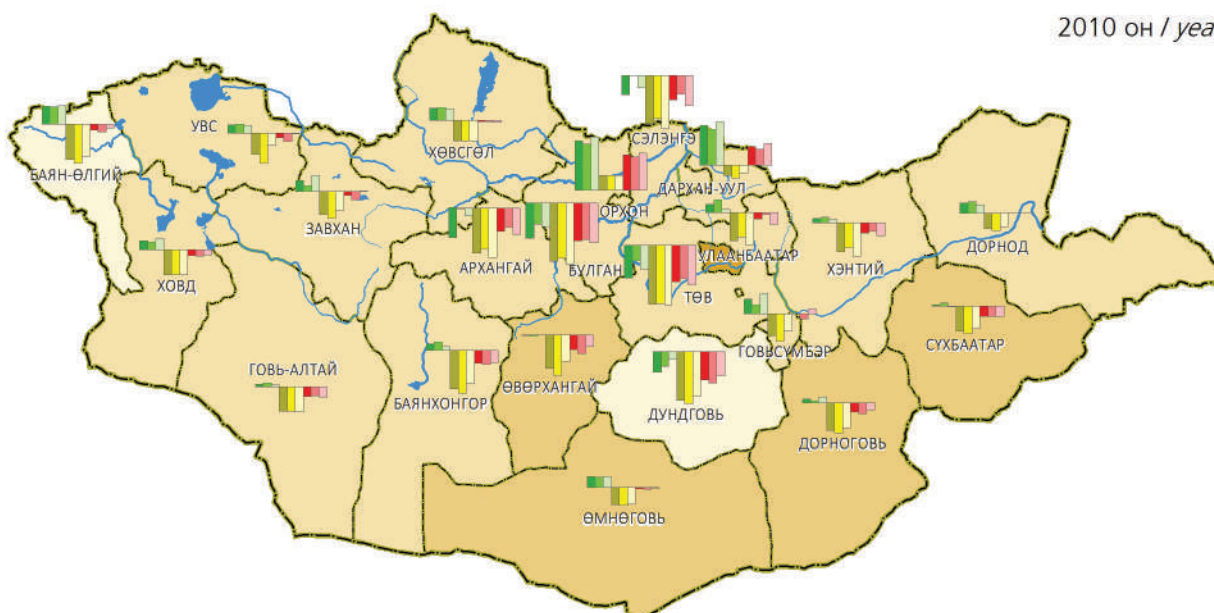 2010 он / yea
УВС
ХӨВСГӨЛ
СЭЛЭНГЭ
БАЯН-ӨЛГИЙ
ДАРХАН-УУЛ
ЗАВХАН
ОРХОН
АРХАНГАЙ
БУЛГАН
УЛААНБААТАР
ХЭНТИЙ
ДОРНОД
ХОВД
ТӨВ
ГОВЬСҮМБЭР
СҮХБААТАР
ГОВЬ-АЛТАЙ
БАЯНХОНГОР
ӨВӨРХАНГАЙ
ДУНДГОВЬ
ДОРНОГОВЬ
ӨМНӨГОВЬ